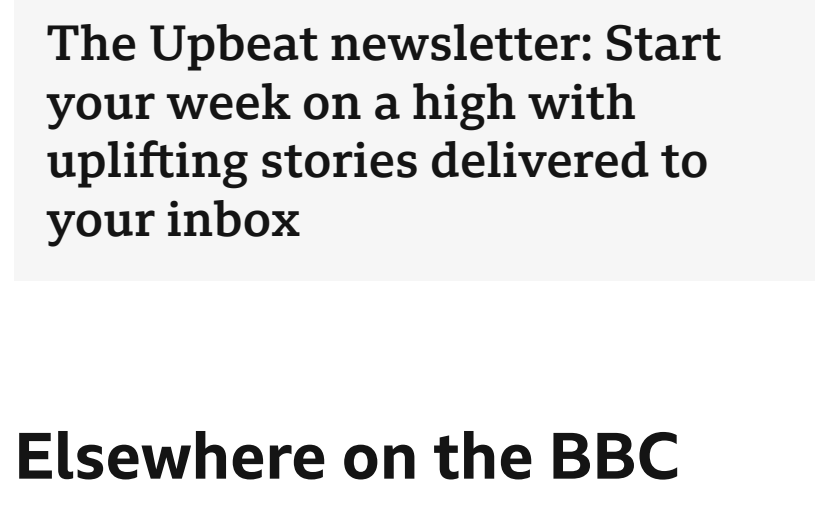 The Upbeat newsletter: Start
your week on a high with
uplifting stories delivered to
your inbox
Elsewhere on the BBC